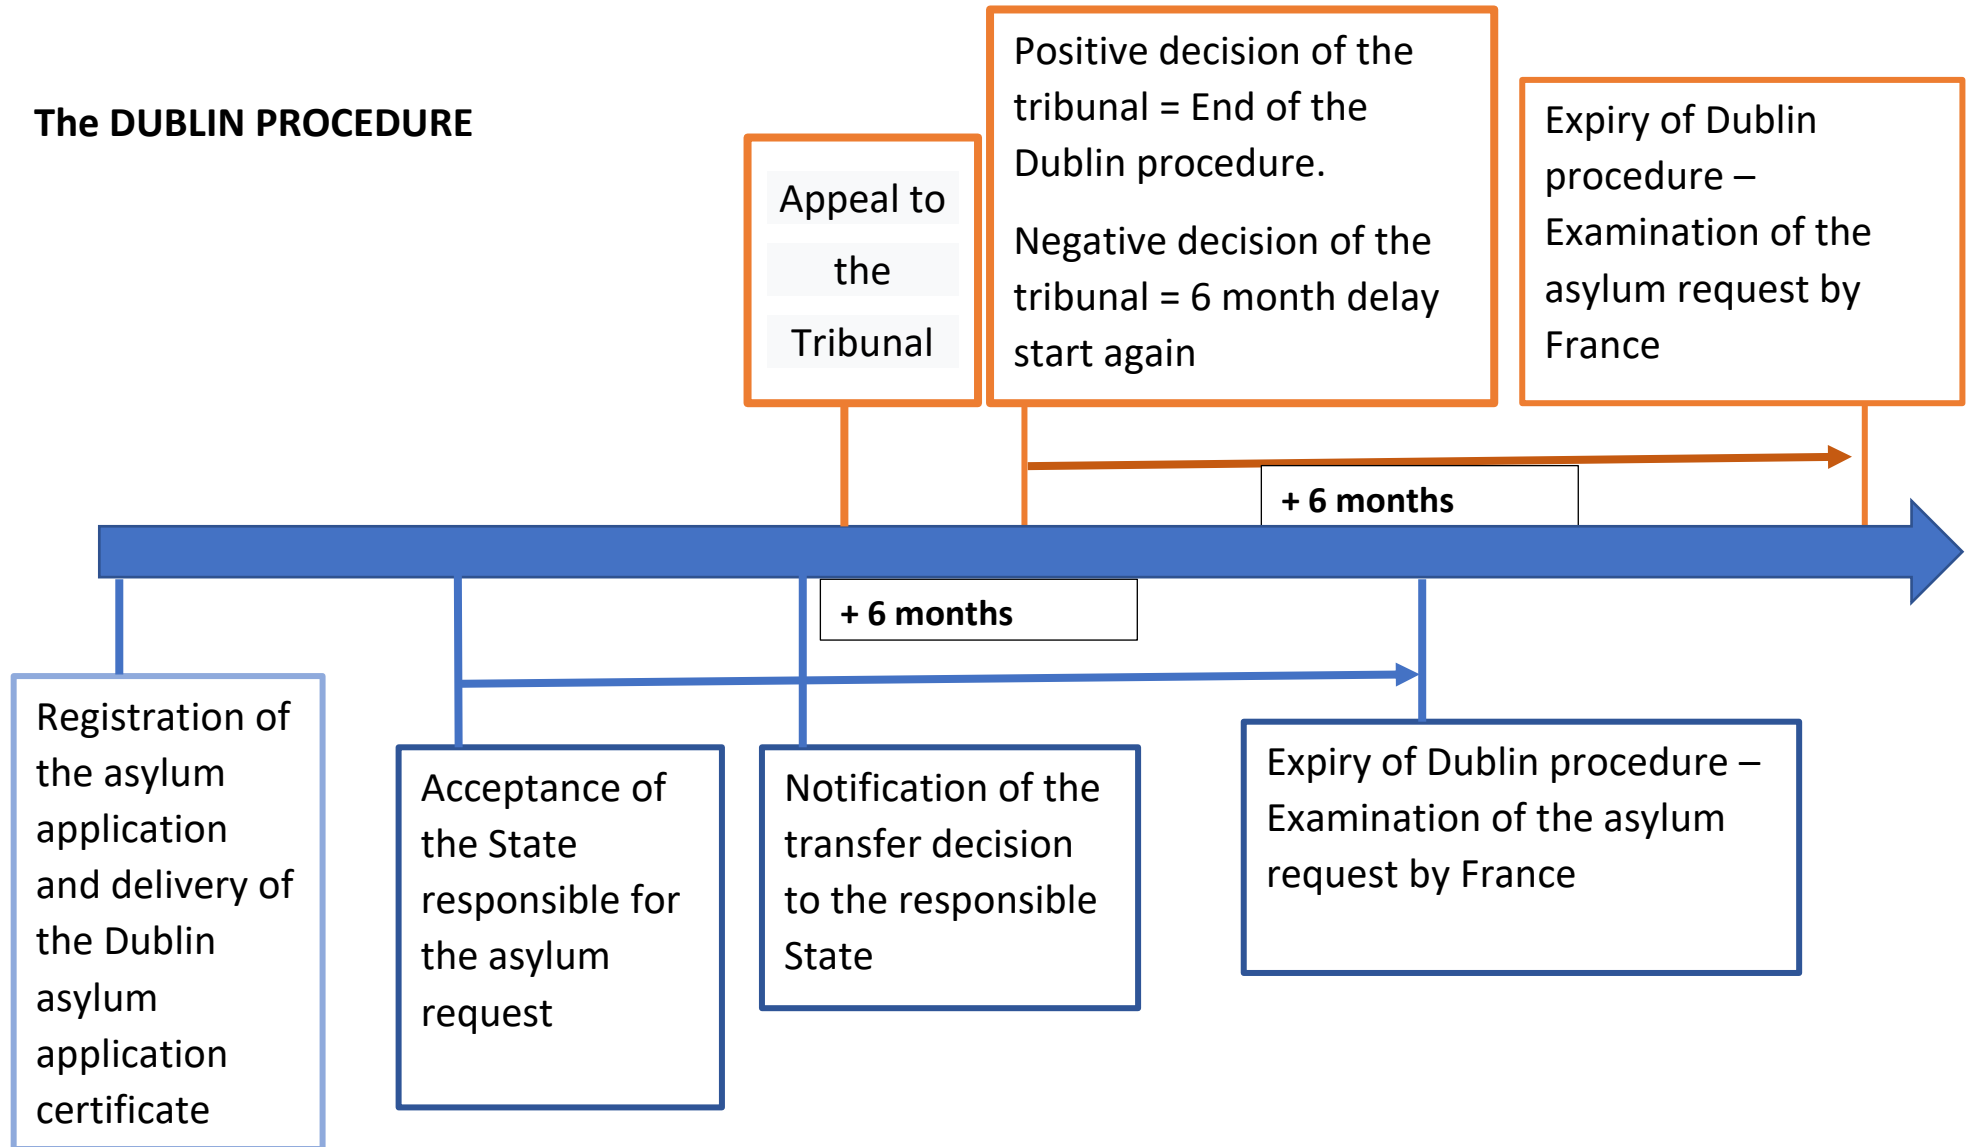 The DUBLIN PROCEDURE
Appeal to
the
Tribunal
Positive decision of the
tribunal = End of the
Dublin procedure.
Negative decision of the
tribunal = 6 month delay
start again
Expiry of Dublin
procedure –
Examination of the
asylum request by
France
+ 6 months
+ 6 months
Registration of
the asylum
application
and delivery of
the Dublin
asylum
application
certificate
Acceptance of
the State
responsible for
the asylum
request
Notification of the
transfer decision
to the responsible
State
Expiry of Dublin procedure –
Examination of the asylum
request by France